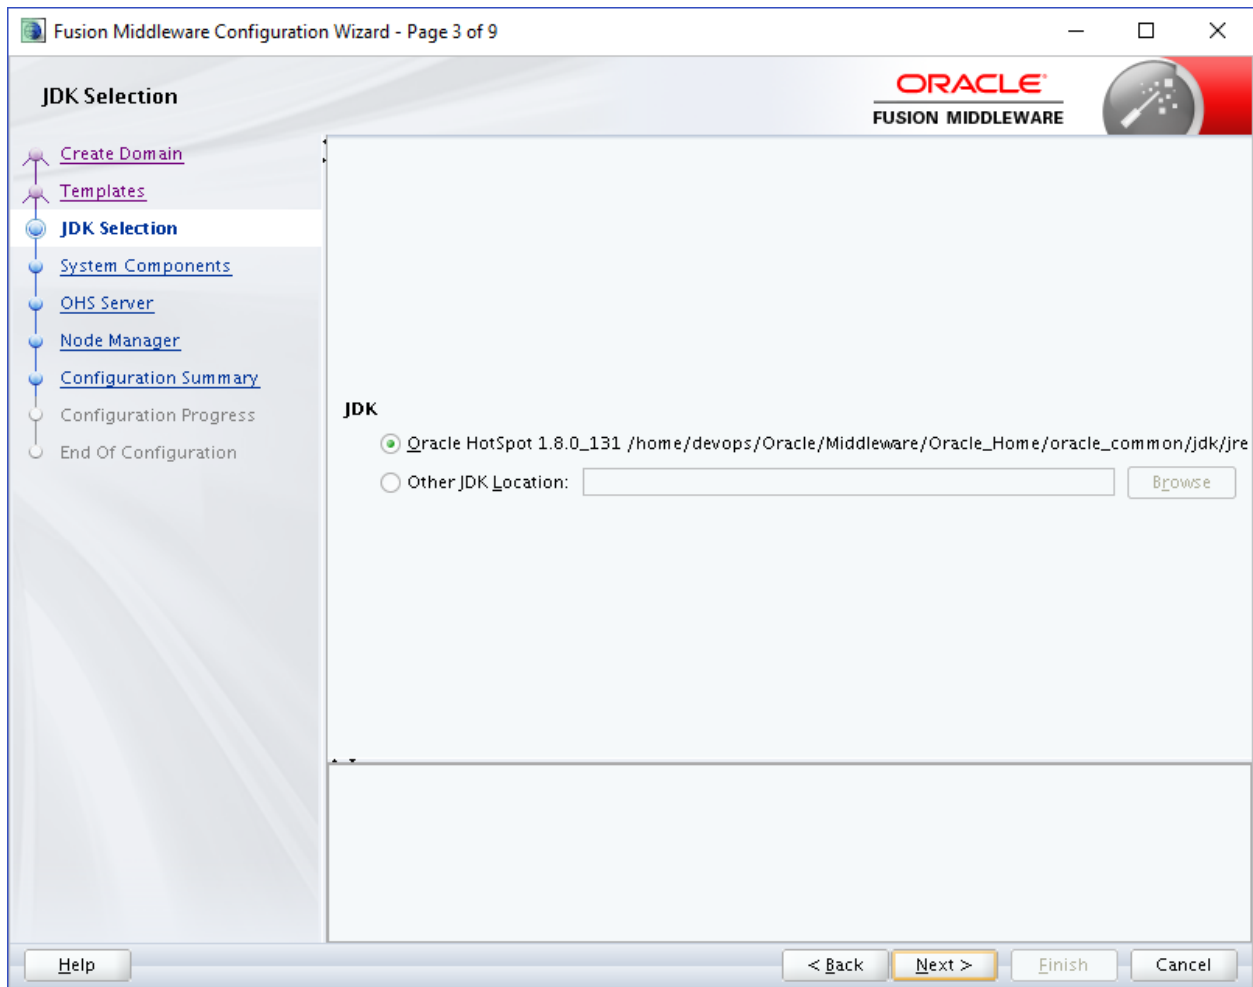 Fusion Middleware Configuration Wizard - Page 3 of 9
JDK Selection
ORACLE
FUSION MIDDLEWARE
Create Domain
Templates
JDK Selection
System Components
OHS Server
Node Manager
Configuration Summary
Configuration Progress
End Of Configuration
JDK
Oracle HotSpot 1.8.0_131 /home/devops/Oracle/Middleware/Oracle_Home/oracle_common/jdk/jre
Other JDK Location:
Browse
Help
< Back
Next >
Finish
Cancel